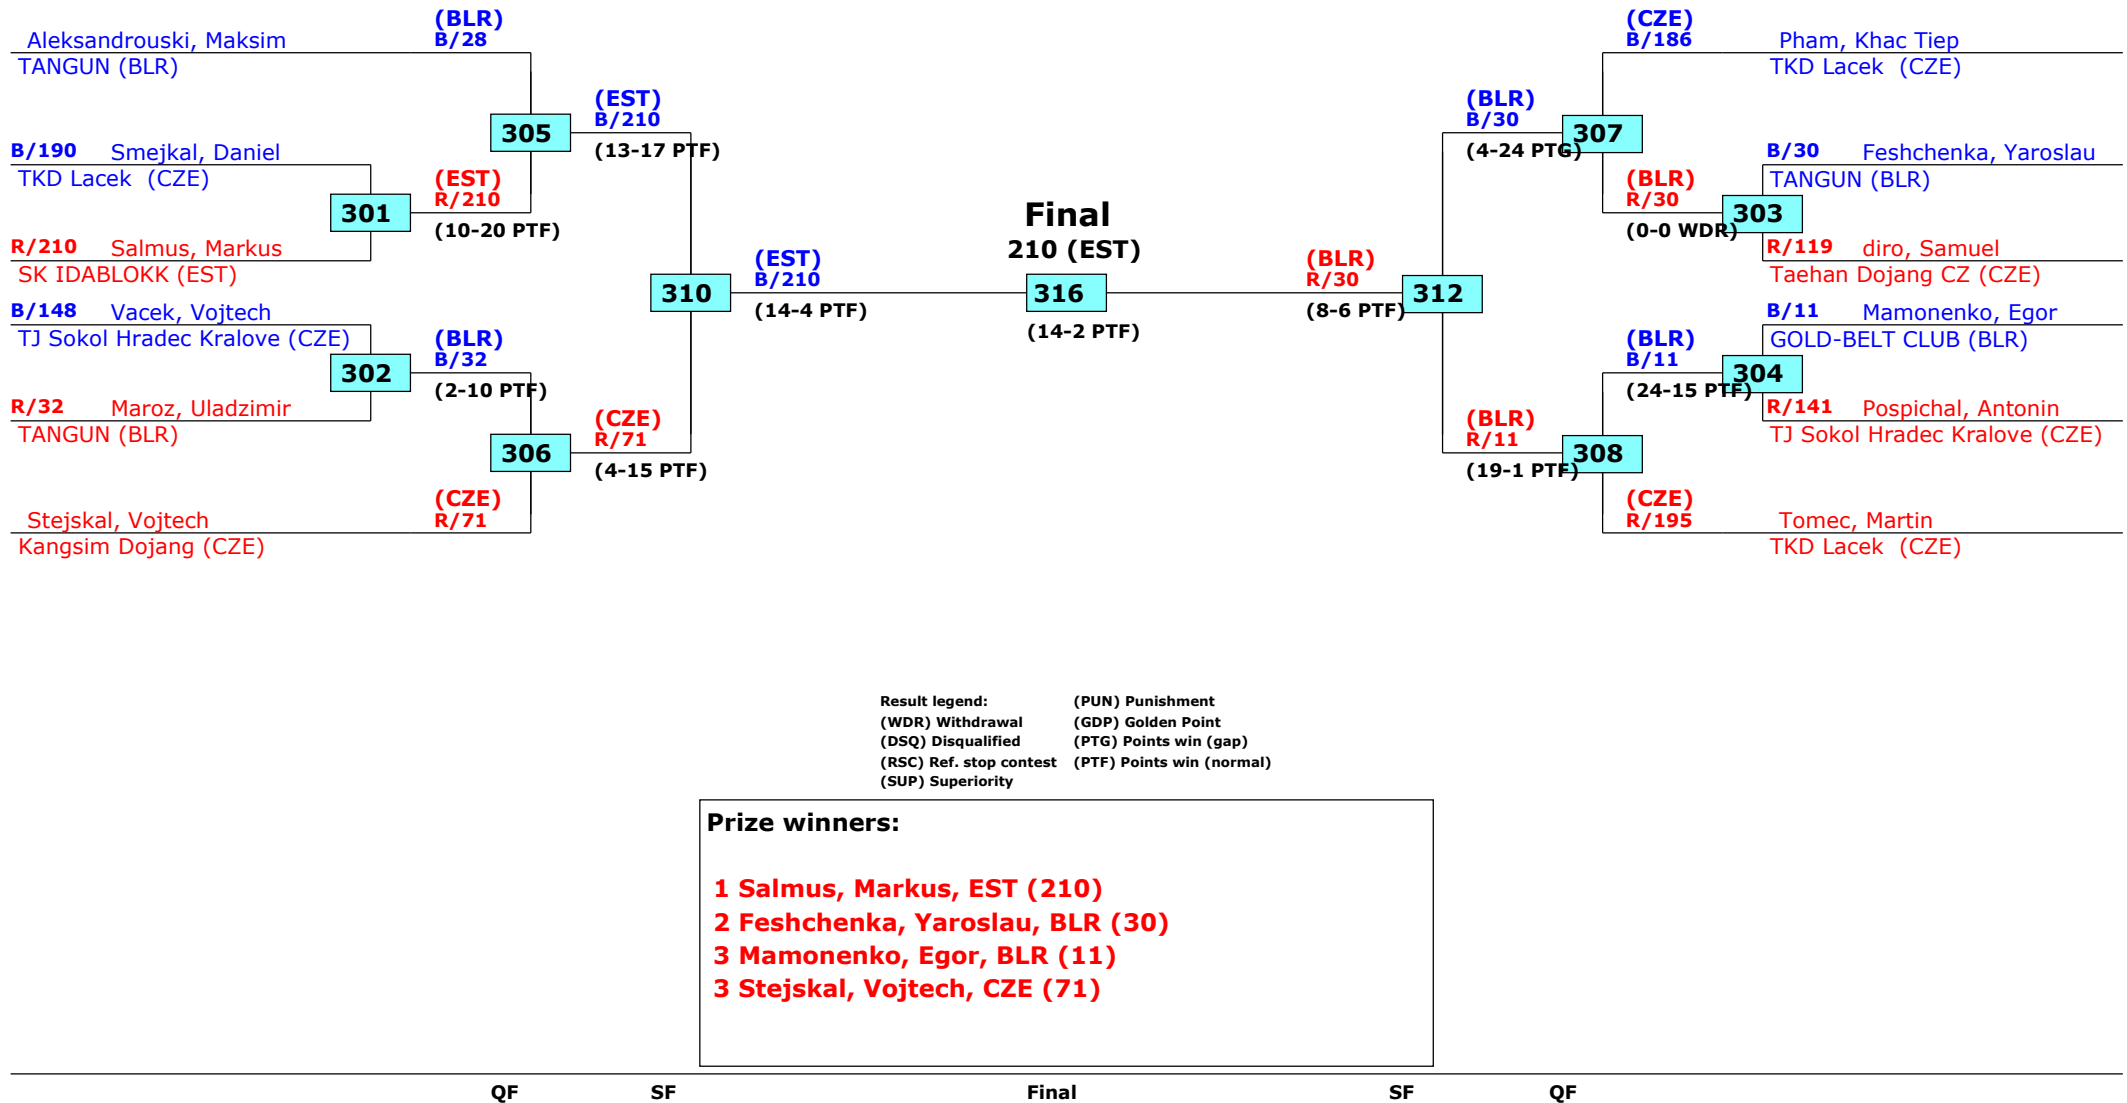 (BLR)
Aleksandrouski, Maksim
B/28
TANGUN (BLR)
(EST)
B/210
305
(13-17 PTF)
B/190 Smejkal, Daniel
TKD Lacek (CZE)
(EST)
R/210
301
(10-20 PTF)
R/210 Salmus, Markus
SK IDABLOKK (EST)
(EST)
B/210
310
(14-4 PTF)
B/148 Vacek, Vojtech
TJ Sokol Hradec Kralove (CZE)
(BLR)
B/32
302
(2-10 PTF)
R/32 Maroz, Uladzimir
TANGUN (BLR)
(CZE)
R/71
306
(4-15 PTF)
(CZE)
Stejskal, Vojtech
R/71
Kangsim Dojang (CZE)
Final
210 (EST)
316
(14-2 PTF)
(CZE)
B/186
Pham, Khac Tiep
TKD Lacek (CZE)
(BLR)
B/30
307
(4-24 PTG)
B/30 Feshchenka, Yaroslau
TANGUN (BLR)
(BLR)
R/30
303
(0-0 WDR)
R/119 diro, Samuel
Taehan Dojang CZ (CZE)
(BLR)
R/30
312
(8-6 PTF)
B/11 Mamonenko, Egor
GOLD-BELT CLUB (BLR)
(BLR)
B/11
304
(24-15 PTF)
R/141 Pospichal, Antonin
TJ Sokol Hradec Kralove (CZE)
(BLR)
R/11
308
(19-1 PTF)
(CZE)
R/195
Tomec, Martin
TKD Lacek (CZE)
Result legend: (PUN) Punishment
(WDR) Withdrawal (GDP) Golden Point
(DSQ) Disqualified (PTG) Points win (gap)
(RSC) Ref. stop contest (PTF) Points win (normal)
(SUP) Superiority
Prize winners:
1 Salmus, Markus, EST (210)
2 Feshchenka, Yaroslau, BLR (30)
3 Mamonenko, Egor, BLR (11)
3 Stejskal, Vojtech, CZE (71)
QF SF Final SF QF